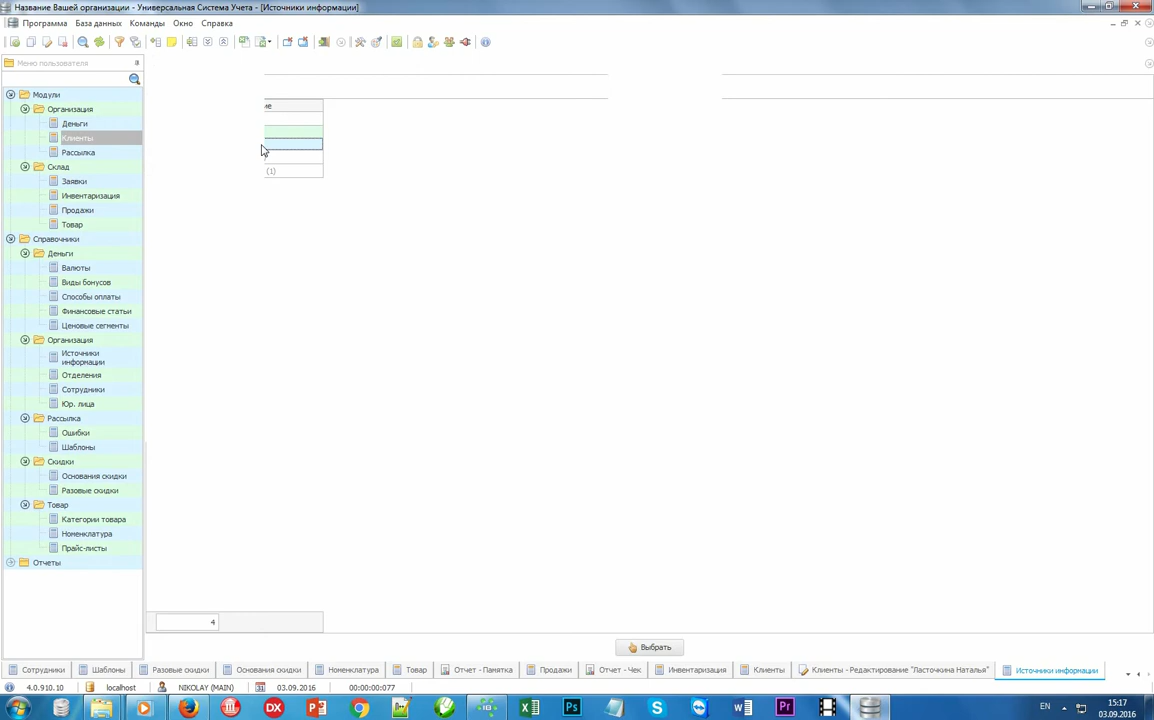 Название Вашей организации - Универсальная Система Учета - [Источники информации]
Программа База данных Команды Окно Справка
Меню пользователя
Модули
Организация
Деньги
Клиенты
Рассылка
Склад
Заявки
Инвентаризация
Продажи
Товар
Справочники
Деньги
Валюты
Виды бонусов
Способы оплаты
Финансовые статьи
Ценовые сегменты
Организация
Источники
информации
Отделения
Сотрудники
Юр. лица
Рассылка
Ошибки
Шаблоны
Скидки
Основания скидки
Разовые скидки
Товар
Категории товара
Номенклатура
Прайс-листы
Отчеты
ие
(1)
4
Выбрать
Сотрудники Шаблоны Разовые скидки Основания скидки Номенклатура Товар Отчет - Памятка Продажи Отчет - Чек Инвентаризация Клиенты Клиенты - Редактирование "Ласточкина Наталья" Источники информации
4.0.910.10 localhost NIKOLAY (MAIN) 31 03.09.2016 00:00:00:077
EN 15:17
03.09.2016